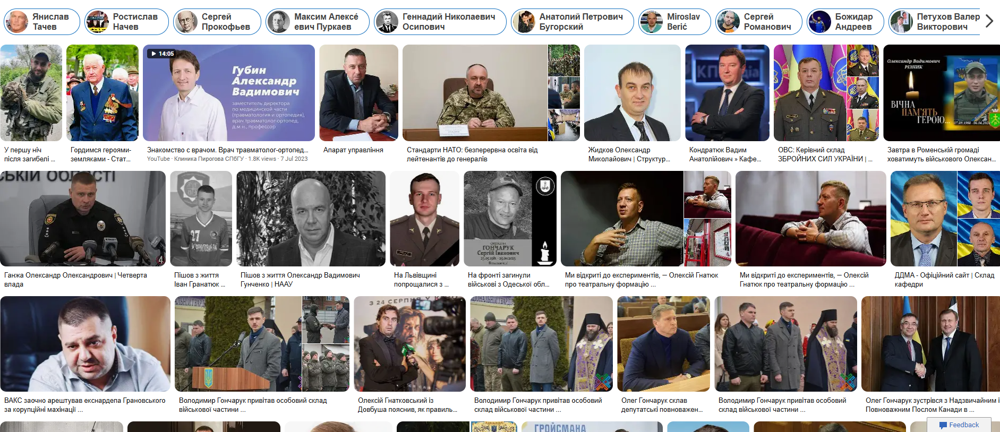 Янислав
Тачев
Ростислав
Начев
Сергей
Прокофьев
Максим Алексé
евич Пуркаев
Геннадий Николаевич
Осипович
Анатолий Петрович
Бугорский
Miroslav
Berić
Сергей
Романович
Божидар
Андреев
Петухов Валер
Викторович
14:05
Губин
Александр
Вадимович
заместитель директора
по медицинской части
(травматология и ортопедия),
врач травматолог-ортопед,
д.м.н., профессор
Олександр Вадимович
РІЗНИК
ВІЧНА
ПАМ'ЯТЬ
ГЕРОЮ...
У першу ніч
після загибелі ...
Гордимся героями-
земляками - Стат...
Знакомство с врачом. Врач травматолог-ортопед...
YouTube · Клиника Пирогова СПбГУ · 1.8K views · 7 Jul 2023
Апарат управління
Стандарти НАТО: безперервна освіта від
лейтенантів до генералів
Жидков Олександр
Миколайович | Структур...
Кондратюк Вадим
Анатолійович » Кафе...
ОВС: Керівний склад
ЗБРОЙНИХ СИЛ УКРАЇНИ | ...
Завтра в Роменській громаді
ховатимуть військового Олексан...
СЬКІЙ ОБЛАСТІ
4
27
ГОНЧАРУК
Сергій Іванович
Ганжа Олександр Олександрович | Четверта
влада
Пішов з життя
Іван Гранатюк ...
Пішов з життя Олександр Вадимович
Гунченко | НААУ
На Львівщині
попрощалися з ...
На фронті загинули
військові з Одеської обл...
Ми відкриті до експериментів, — Олексій Гнатюк
про театральну формацію ...
Ми відкриті до експериментів, — Олексій
Гнатюк про театральну формацію ...
ДДМА - Офіційний сайт | Склад
кафедри
З 24 СЕРПНЯ У К
ВАКС заочно арештував екснардепа Грановського
за корупційні махінації ...
Володимир Гончарук привітав особовий склад
військової частини ...
Олексій Гнатковський із
Довбуша пояснив, як правиль...
Володимир Гончарук привітав особовий
склад військової частини ...
Олег Гончарук склав
депутатські повноважен...
Володимир Гончарук привітав особовий
склад військової частини ...
Олег Гончарук зустрівся з Надзвичайним і
Повноважним Послом Канади в ...
ГРОЙСМАНА
Feedback